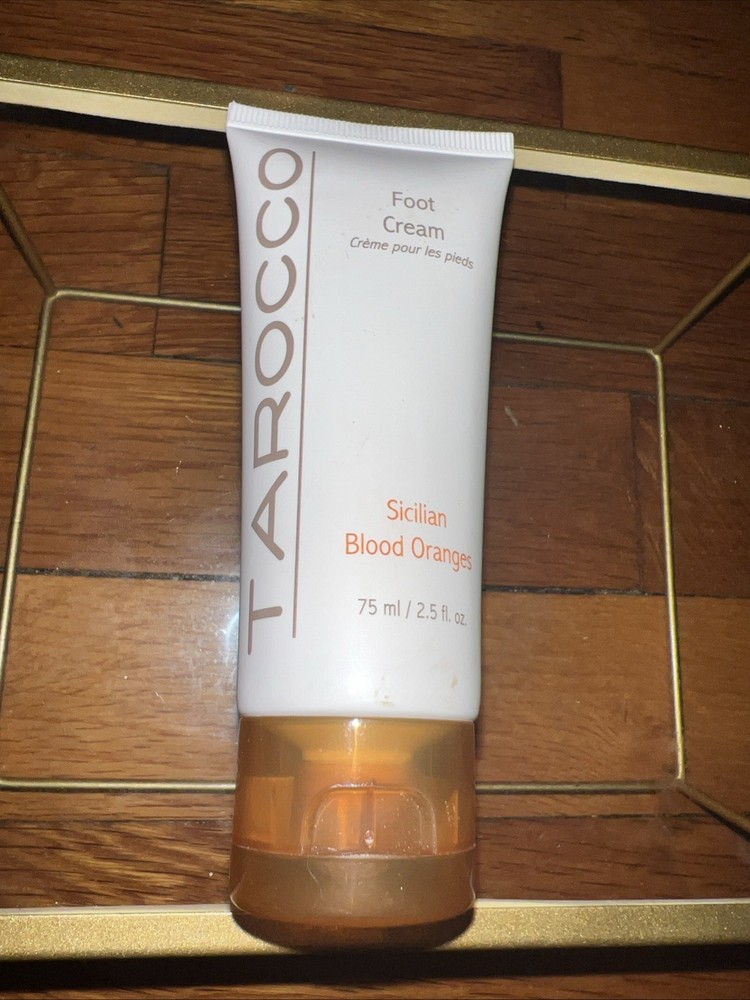 TAROCCO
Foot
Cream
Crème pour les pieds
Sicilian
Blood Oranges
75 ml / 2.5 fl. oz.